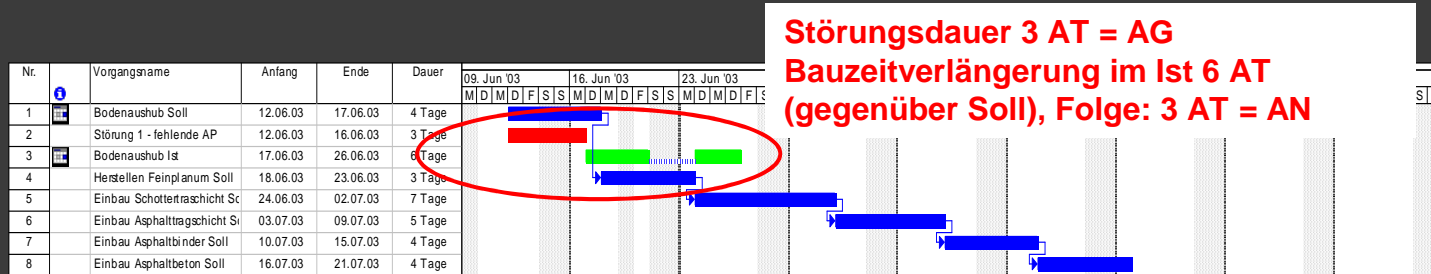 Störungsdauer 3 AT = AG
Bauzeitverlängerung im Ist 6 AT
(gegenüber Soll), Folge: 3 AT = AN
Nr. Vorgangsname Anfang Ende Dauer 09. Jun '03 16. Jun '03 23. Jun '03
M D M D F S S M D M D F S S M D M D F S
1 Bodenaushub Soll 12.06.03 17.06.03 4 Tage
2 Störung 1 - fehlende AP 12.06.03 16.06.03 3 Tage
3 Bodenaushub Ist 17.06.03 26.06.03 6 Tage
4 Herstellen Feinplanum Soll 18.06.03 23.06.03 3 Tage
5 Einbau Schottertraschicht So 24.06.03 02.07.03 7 Tage
6 Einbau Asphalttragschicht So 03.07.03 09.07.03 5 Tage
7 Einbau Asphaltbinder Soll 10.07.03 15.07.03 4 Tage
8 Einbau Asphaltbeton Soll 16.07.03 21.07.03 4 Tage